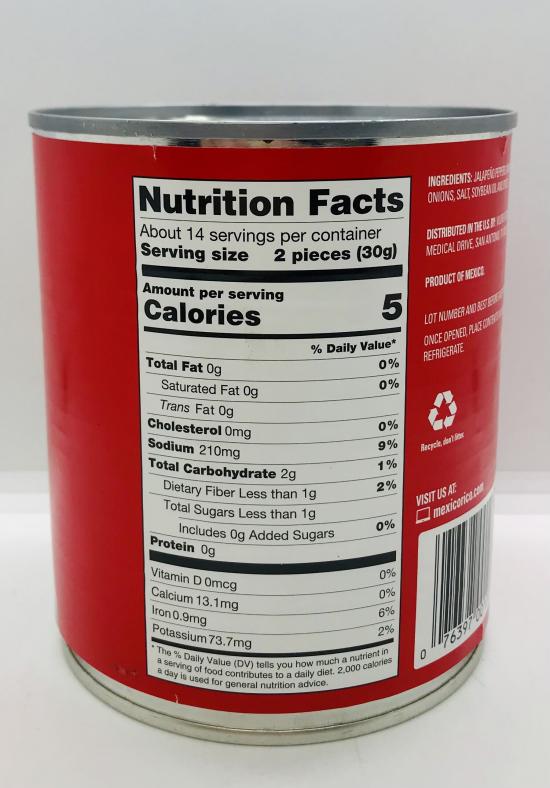 Nutrition Facts
About 14 servings per container
Serving size 2 pieces (30g)
Amount per serving
Calories 5
% Daily Value*
Total Fat 0g 0%
Saturated Fat 0g 0%
Trans Fat 0g
Cholesterol 0mg 0%
Sodium 210mg 9%
Total Carbohydrate 2g 1%
Dietary Fiber Less than 1g 2%
Total Sugars Less than 1g
Includes 0g Added Sugars 0%
Protein 0g
Vitamin D 0mcg 0%
Calcium 13.1mg 0%
Iron 0.9mg 6%
Potassium 73.7mg 2%
* The % Daily Value (DV) tells you how much a nutrient in
a serving of food contributes to a daily diet. 2,000 calories
a day is used for general nutrition advice.
INGREDIENTS: JALAPEÑO
ONIONS, SALT, SOYBEAN OIL
DISTRIBUTED IN THE U.S. BY:
MEDICAL DRIVE, SAN
PRODUCT OF MEXICO.
LOT NUMBER AND BEST
ONCE OPENED, PLACE
REFRIGERATE.
Recycle, don't litter.
VISIT US AT:
mexicorico.com
0 76397